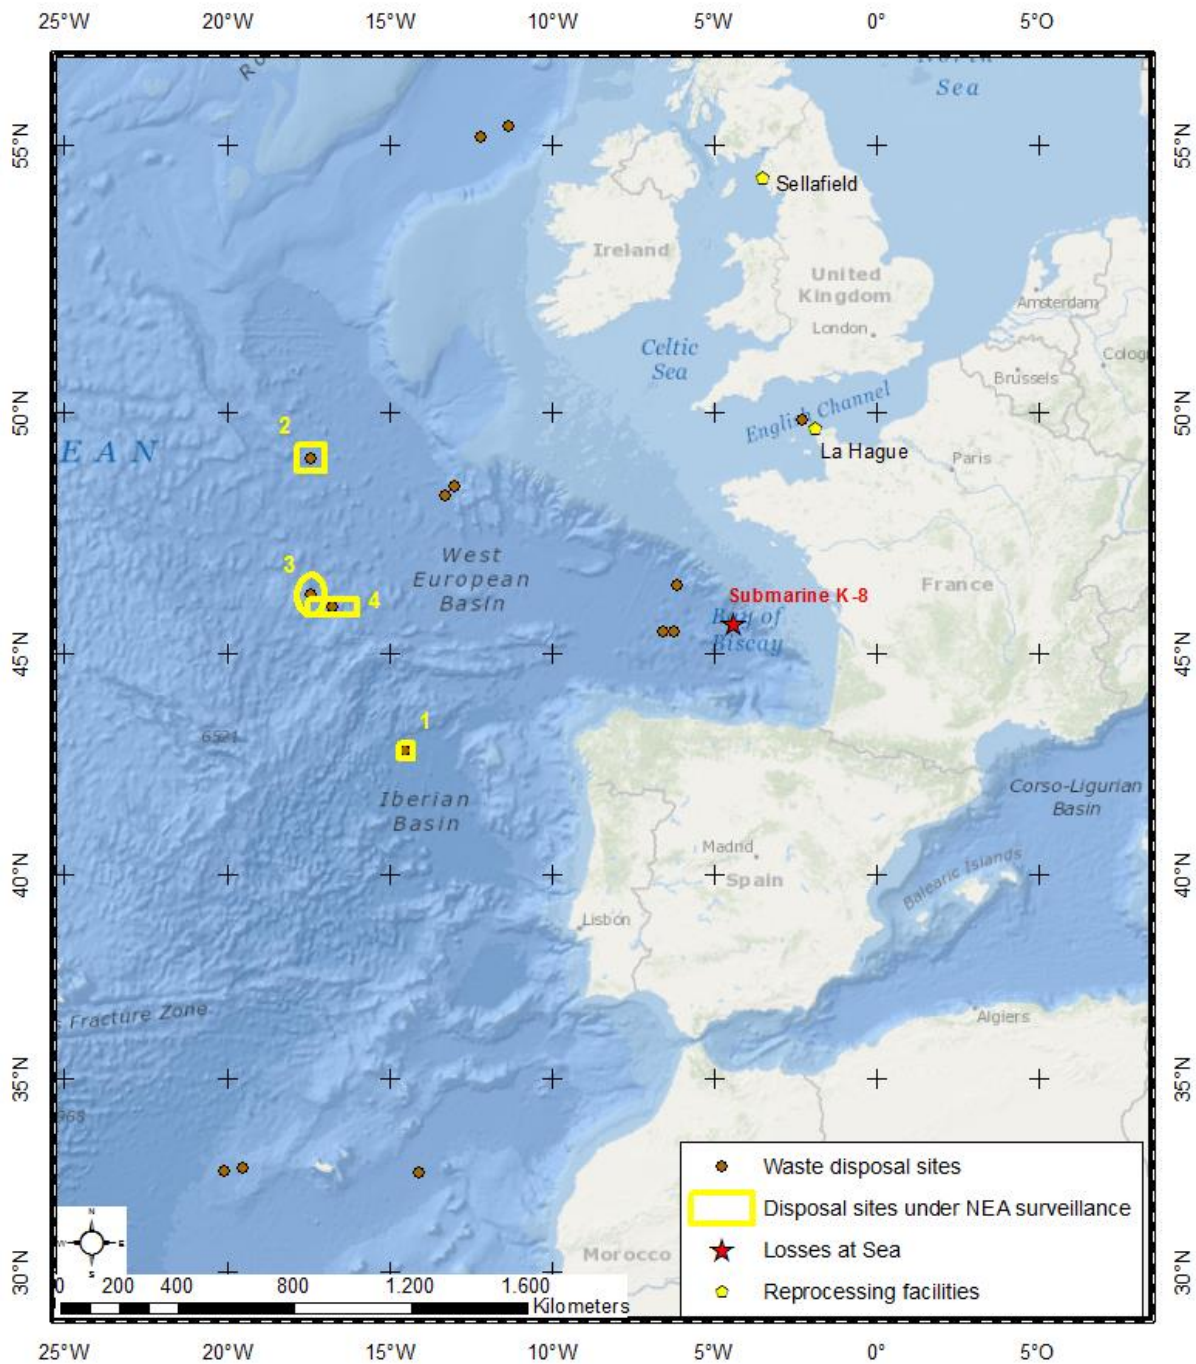 25°W 20°W 15°W 10°W 5°W 0° 5°O
Sea
55°N 55°N
Sellafield
Ireland
United
Kingdom
Amsterdam
London
Celtic
Sea
Brussels
50°N 50°N
English Channel
2
EAN
La Hague
Paris
West
European
Basin
3
4
France
Submarine K-8
Bay of
Biscay
45°N 45°N
1
6521
Iberian
Basin
Corso-Ligurian
Basin
Madrid
Spain
40°N 40°N
Balearic Islands
Lisbon
s Fracture Zone
Algiers
35°N 35°N
Waste disposal sites
Disposal sites under NEA surveillance
Losses at Sea
Reprocessing facilities
N
W E
S
Morocco
30°N 30°N
0 200 400 800 1.200 1.600
Kilometers
25°W 20°W 15°W 10°W 5°W 0° 5°O